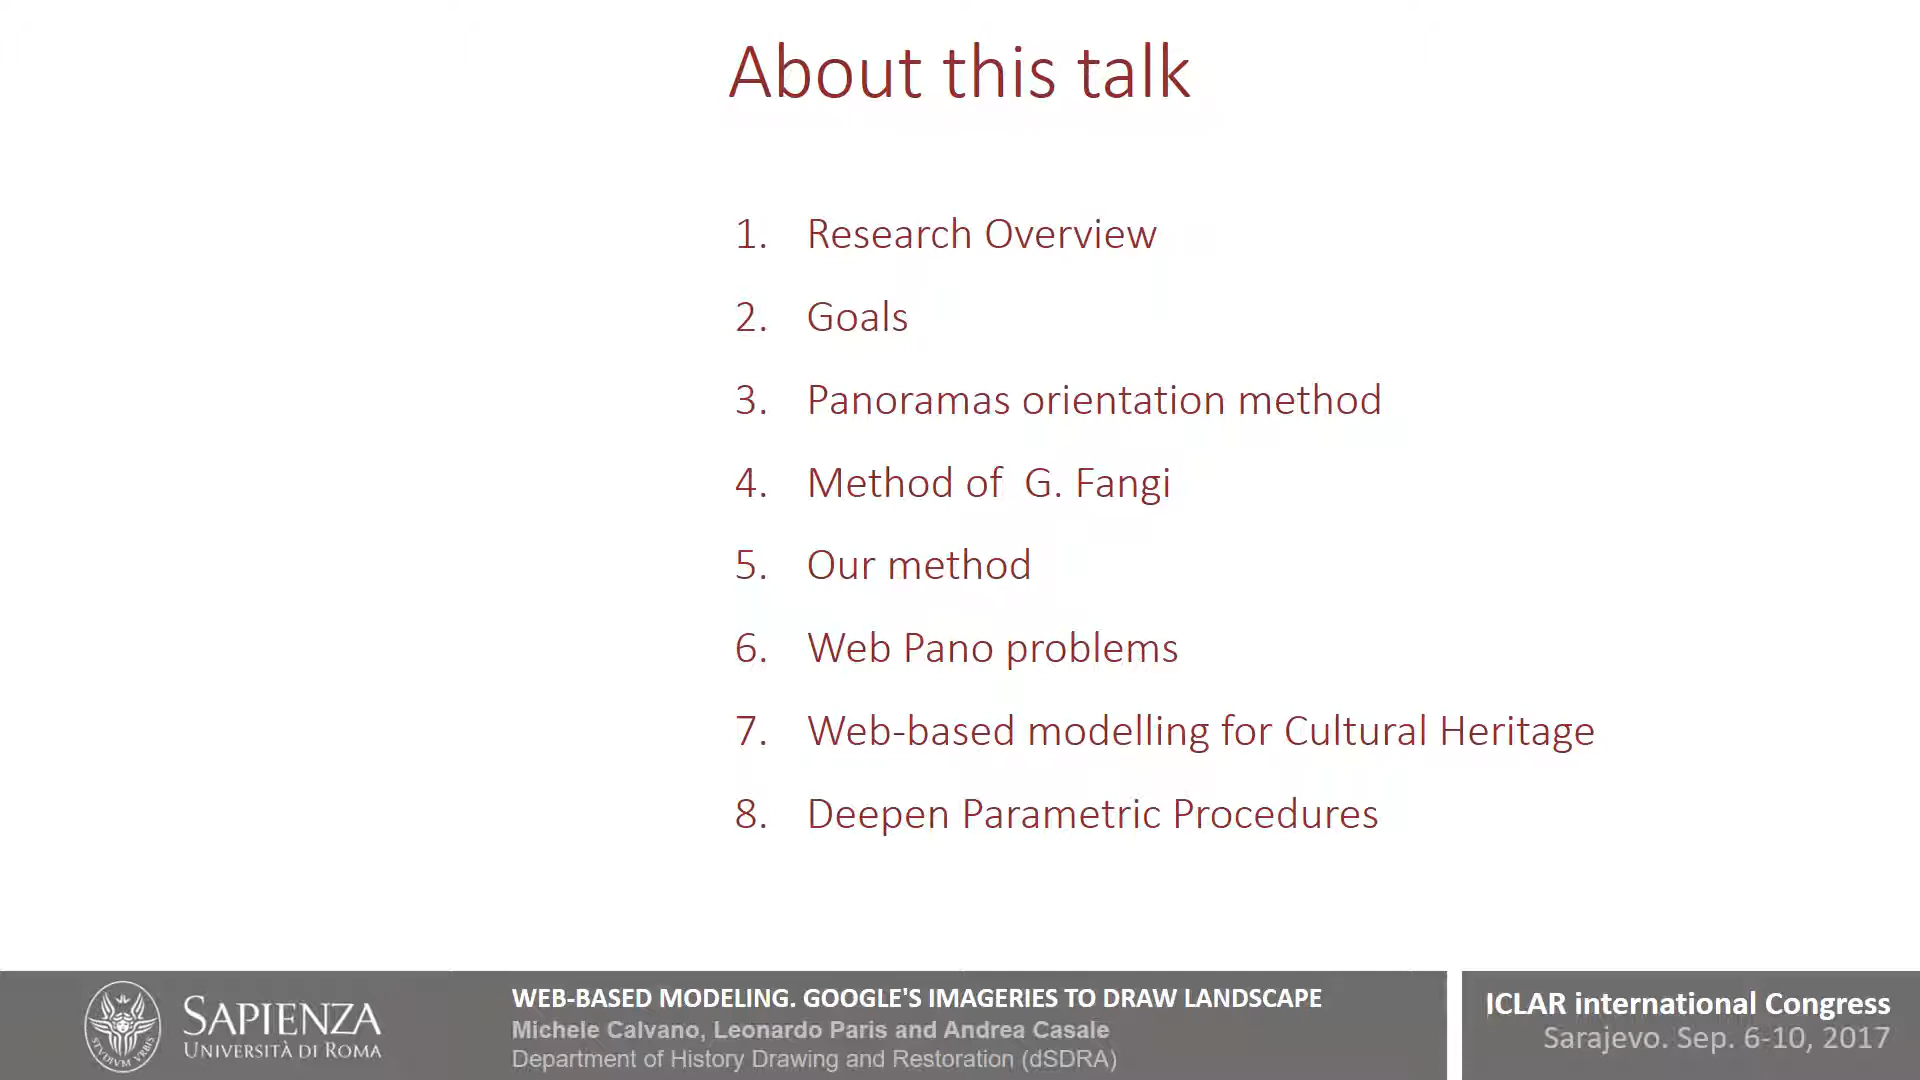 About this talk
1. Research Overview
2. Goals
3. Panoramas orientation method
4. Method of G. Fangi
5. Our method
6. Web Pano problems
7. Web-based modelling for Cultural Heritage
8. Deepen Parametric Procedures
STVDIVM VRBIS
SAPIENZA
UNIVERSITÀ DI ROMA
WEB-BASED MODELING. GOOGLE'S IMAGERIES TO DRAW LANDSCAPE
Michele Calvano, Leonardo Paris and Andrea Casale
Department of History Drawing and Restoration (dSDRA)
ICLAR international Congress
Sarajevo. Sep. 6-10, 2017